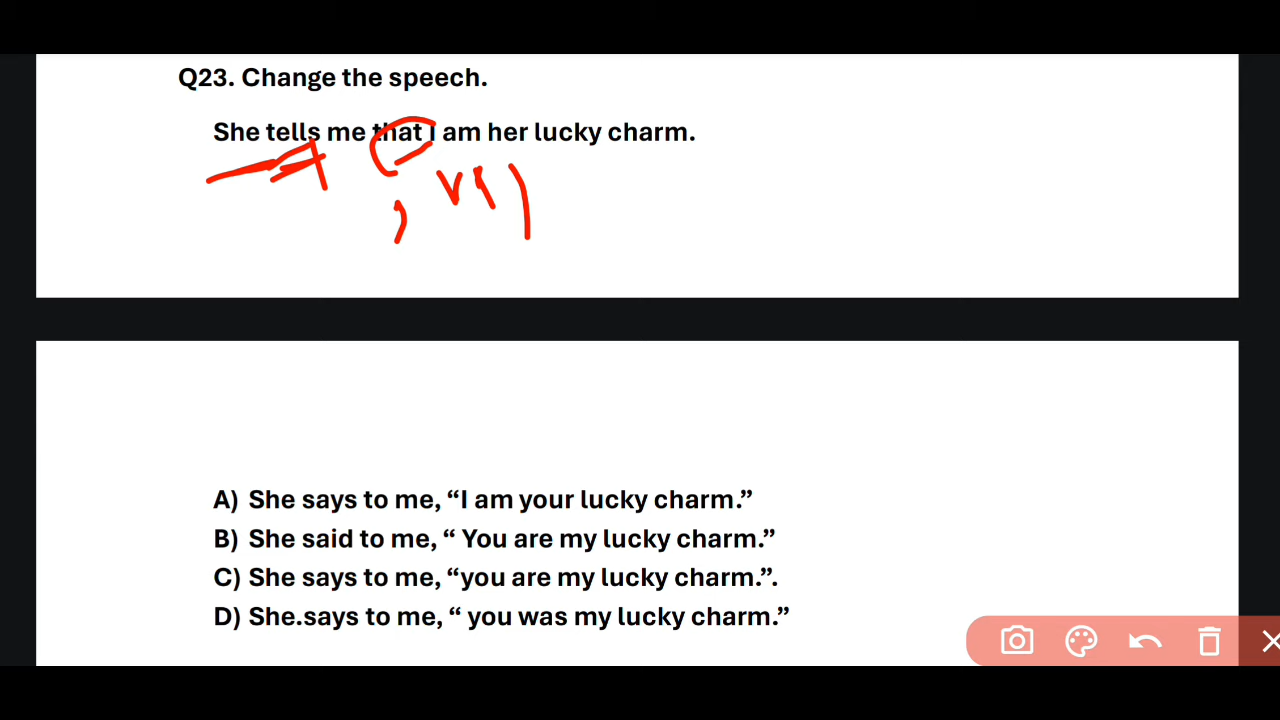 Q23. Change the speech.
She tells me that I am her lucky charm.
A) She says to me, “I am your lucky charm.”
B) She said to me, “ You are my lucky charm.”
C) She says to me, “you are my lucky charm.”.
D) She.says to me, “ you was my lucky charm.”